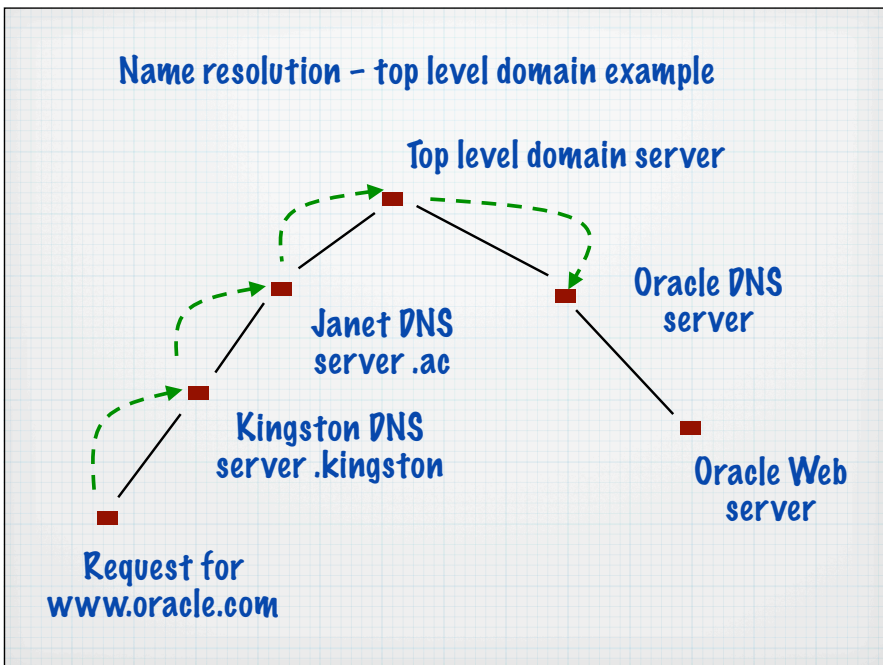 Name resolution – top level domain example
Top level domain server
Oracle DNS
server
Janet DNS
server .ac
Kingston DNS
server .kingston
Oracle Web
server
Request for
www.oracle.com